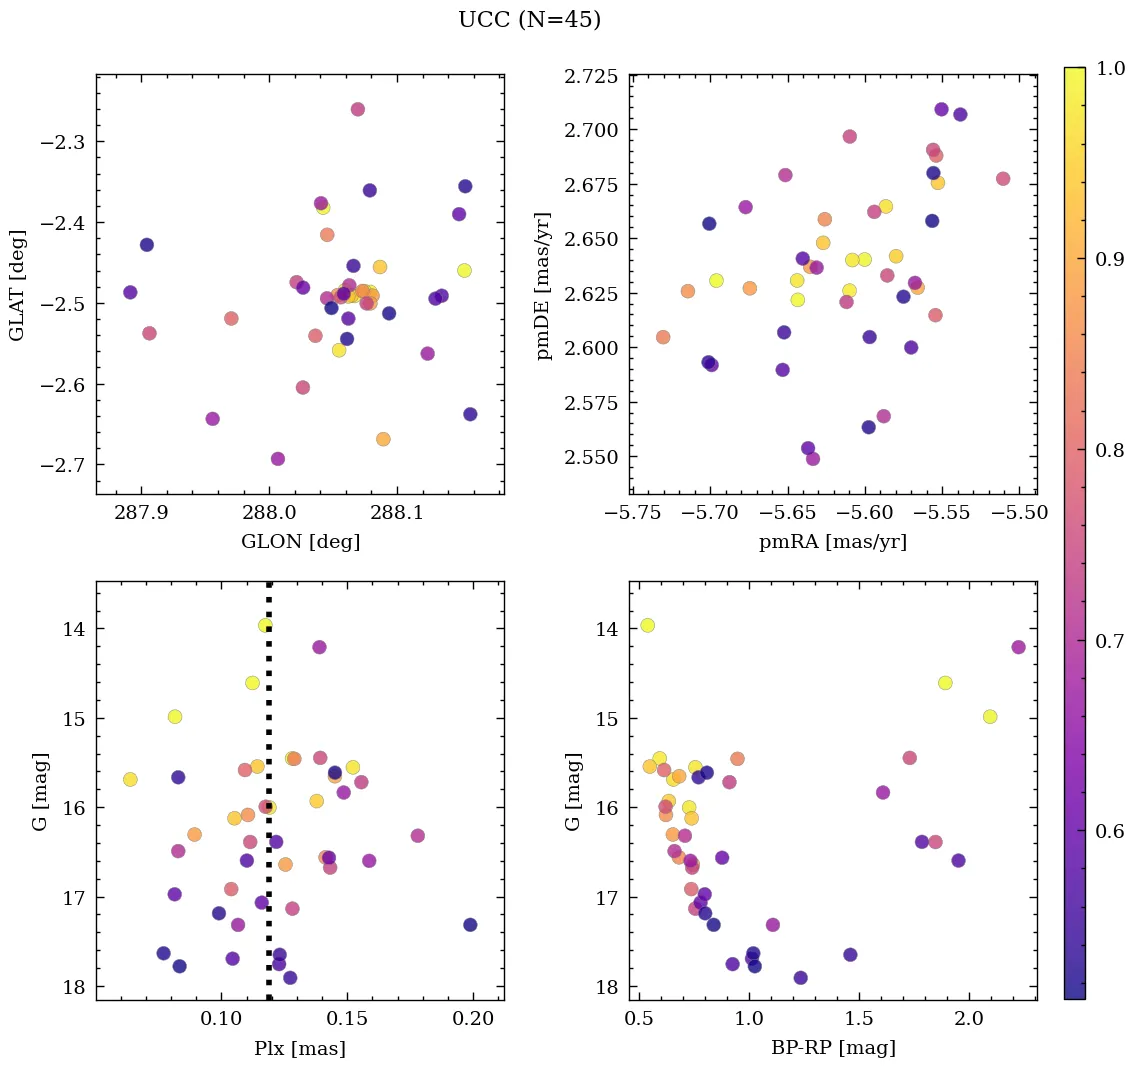 UCC (N=45)
−2.3
−2.4
−2.5
−2.6
−2.7
GLAT [deg]
287.9 288.0 288.1
GLON [deg]
2.725
2.700
2.675
2.650
2.625
2.600
2.575
2.550
pmDE [mas/yr]
−5.75 −5.70 −5.65 −5.60 −5.55 −5.50
pmRA [mas/yr]
1.0
0.9
0.8
0.7
0.6
14
15
16
17
18
G [mag]
0.10 0.15 0.20
Plx [mas]
14
15
16
17
18
G [mag]
0.5 1.0 1.5 2.0
BP-RP [mag]